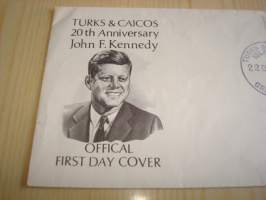 TURKS & CAICOS
20th Anniversary
John F. Kennedy
OFFICAL
FIRST DAY COVER